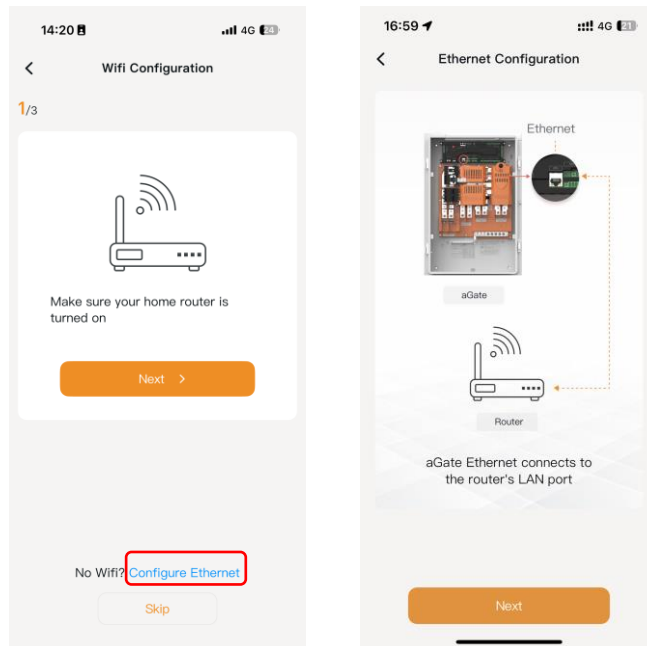 14:20
4G 24
Wifi Configuration
1/3
Make sure your home router is
turned on
Next >
No Wifi? Configure Ethernet
Skip
16:59
4G 21
Ethernet Configuration
Ethernet
aGate
Router
aGate Ethernet connects to
the router's LAN port
Next